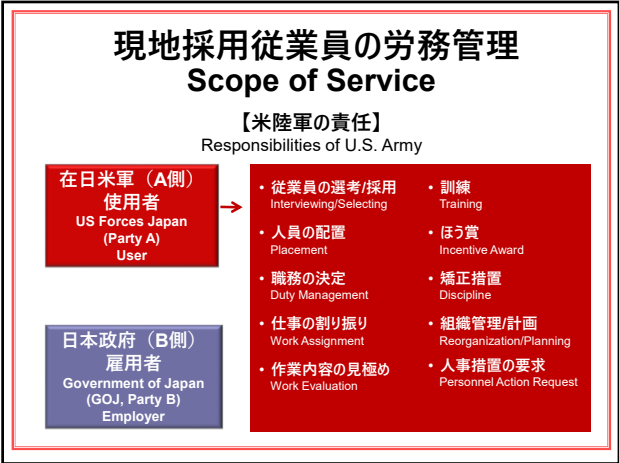 現地採用従業員の労務管理
Scope of Service
【米陸軍の責任】
Responsibilities of U.S. Army
在日米軍（A側）
使用者
US Forces Japan
(Party A)
User
日本政府（B側）
雇用者
Government of Japan
(GOJ, Party B)
Employer
• 従業員の選考/採用
Interviewing/Selecting
• 人員の配置
Placement
• 職務の決定
Duty Management
• 仕事の割り振り
Work Assignment
• 作業内容の見極め
Work Evaluation
• 訓練
Training
• ほう賞
Incentive Award
• 矯正措置
Discipline
• 組織管理/計画
Reorganization/Planning
• 人事措置の要求
Personnel Action Request